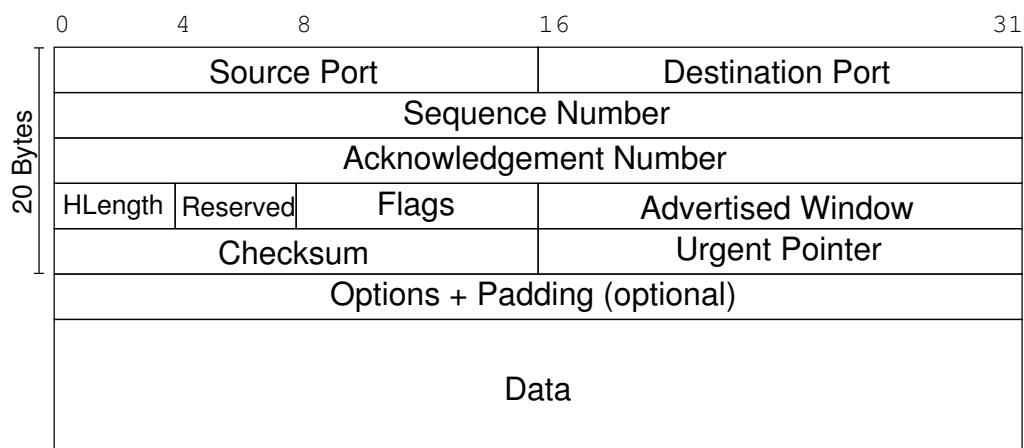 0 4 8 16 31
Source Port Destination Port
Sequence Number
20 Bytes
Acknowledgement Number
HLength Reserved Flags Advertised Window
Checksum Urgent Pointer
Options + Padding (optional)
Data